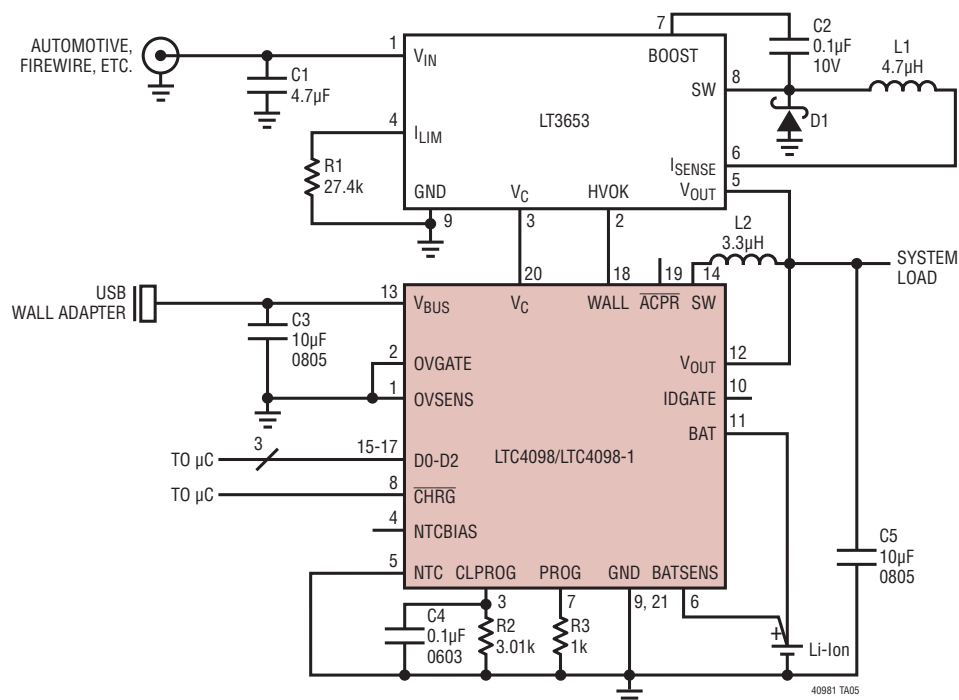 AUTOMOTIVE,
FIREWIRE, ETC.
C1
4.7µF
1
VIN
4
ILIM
R1
27.4k
GND
9
VC
3
HVOK
2
LT3653
7
BOOST
C2
0.1µF
10V
SW
8
L1
4.7µH
D1
6
ISENSE
VOUT
5
L2
3.3µH
SYSTEM
LOAD
USB
WALL ADAPTER
C3
10µF
0805
13
VBUS
20
VC
18
WALL
19
ACPR
14
SW
2
OVGATE
1
OVSENS
VOUT
12
IDGATE
10
BAT
11
TO µC
3
15-17
D0-D2
LTC4098/LTC4098-1
TO µC
8
CHRG
4
NTCBIAS
5
NTC
CLPROG
PROG
GND
BATSENS
3
7
9, 21
6
C4
0.1µF
0603
R2
3.01k
R3
1k
C5
10µF
0805
+
Li-Ion
40981 TA05